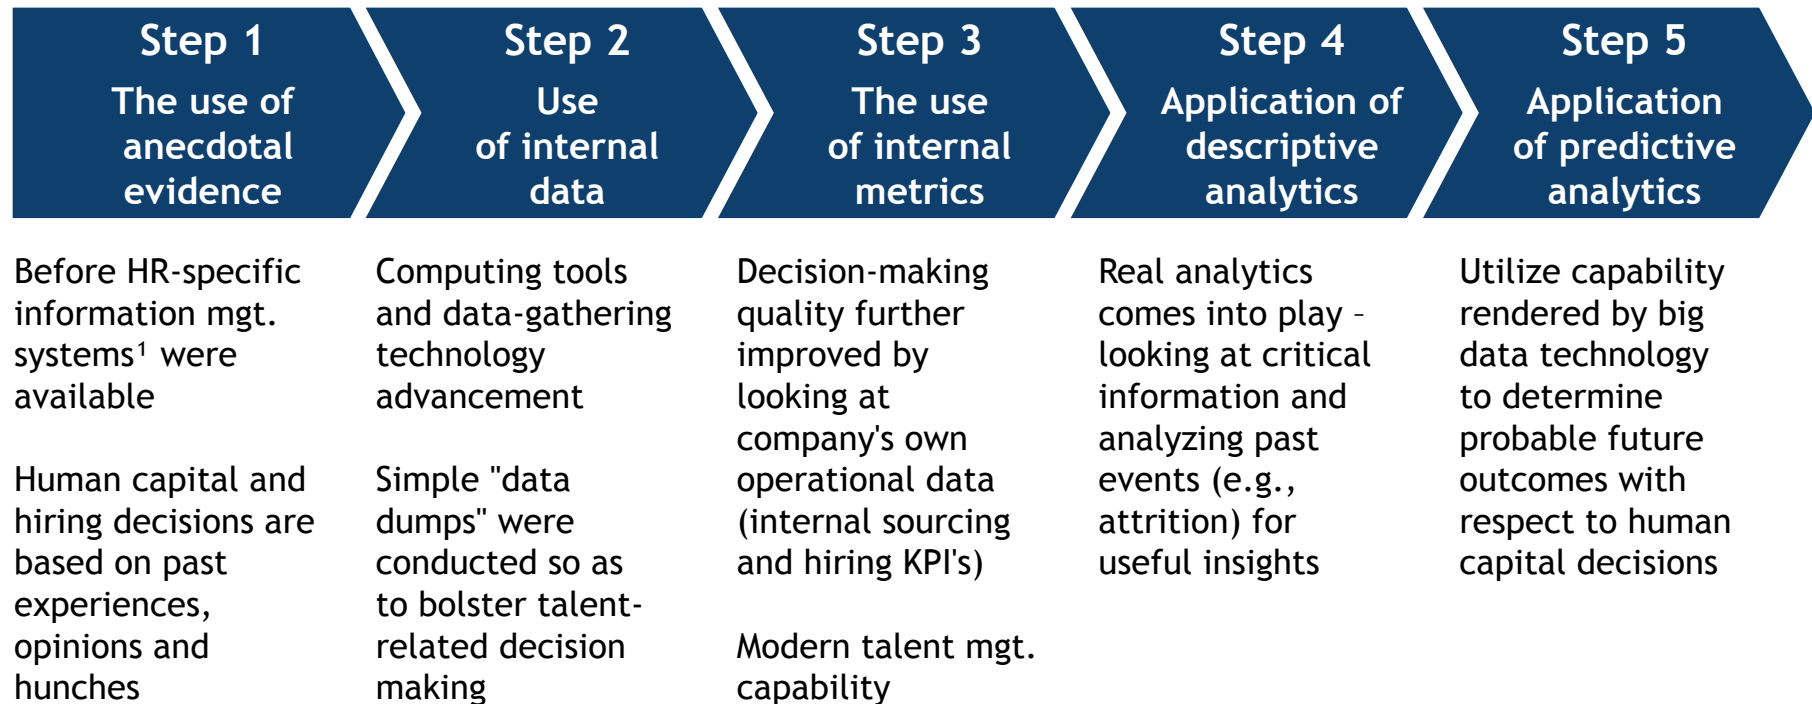 Step 1
The use of
anecdotal
evidence
Step 2
Use
of internal
data
Step 3
The use
of internal
metrics
Step 4
Application of
descriptive
analytics
Step 5
Application
of predictive
analytics
Before HR-specific
information mgt.
systems¹ were
available
Human capital and
hiring decisions are
based on past
experiences,
opinions and
hunches
Computing tools
and data-gathering
technology
advancement
Simple "data
dumps" were
conducted so as
to bolster talent-
related decision
making
Decision-making
quality further
improved by
looking at
company's own
operational data
(internal sourcing
and hiring KPI's)
Modern talent mgt.
capability
Real analytics
comes into play –
looking at critical
information and
analyzing past
events (e.g.,
attrition) for
useful insights
Utilize capability
rendered by big
data technology
to determine
probable future
outcomes with
respect to human
capital decisions